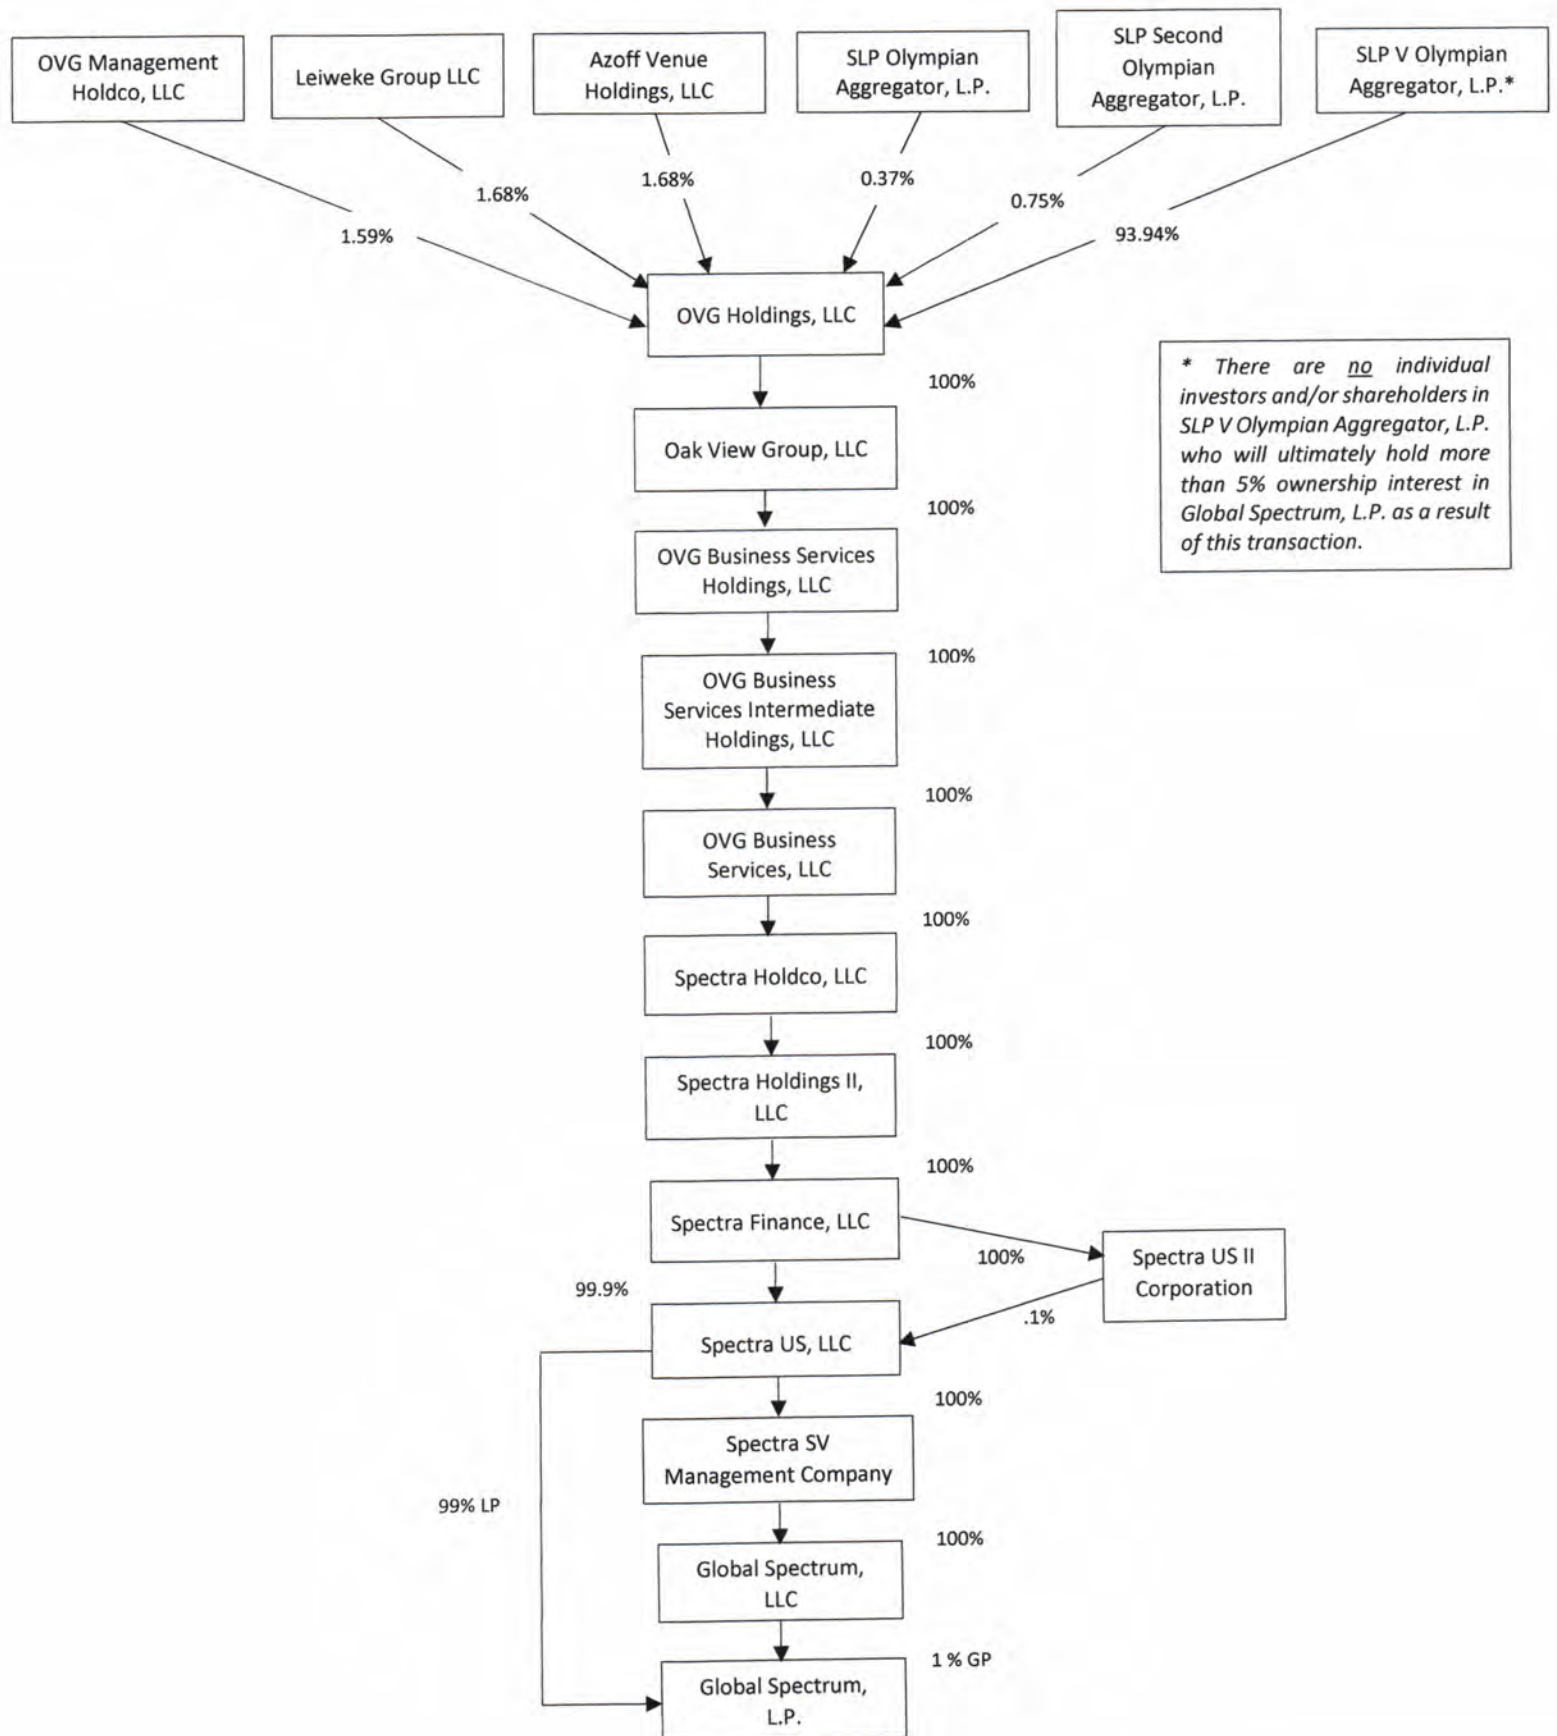 OVG Management
Holdco, LLC
Leiweke Group LLC
Azoff Venue
Holdings, LLC
SLP Olympian
Aggregator, L.P.
SLP Second
Olympian
Aggregator, L.P.
SLP V Olympian
Aggregator, L.P.*
1.59%
1.68%
1.68%
0.37%
0.75%
93.94%
OVG Holdings, LLC
* There are no individual
investors and/or shareholders in
SLP V Olympian Aggregator, L.P.
who will ultimately hold more
than 5% ownership interest in
Global Spectrum, L.P. as a result
of this transaction.
100%
Oak View Group, LLC
100%
OVG Business Services
Holdings, LLC
100%
OVG Business
Services Intermediate
Holdings, LLC
100%
OVG Business
Services, LLC
100%
Spectra Holdco, LLC
100%
Spectra Holdings II,
LLC
100%
Spectra Finance, LLC
100%
Spectra US II
Corporation
99.9%
.1%
Spectra US, LLC
100%
Spectra SV
Management Company
99% LP
100%
Global Spectrum,
LLC
1 % GP
Global Spectrum,
L.P.